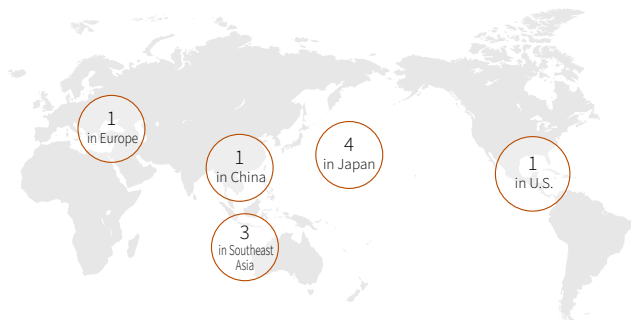 1
in Europe
1
in China
4
in Japan
1
in U.S.
3
in Southeast
Asia